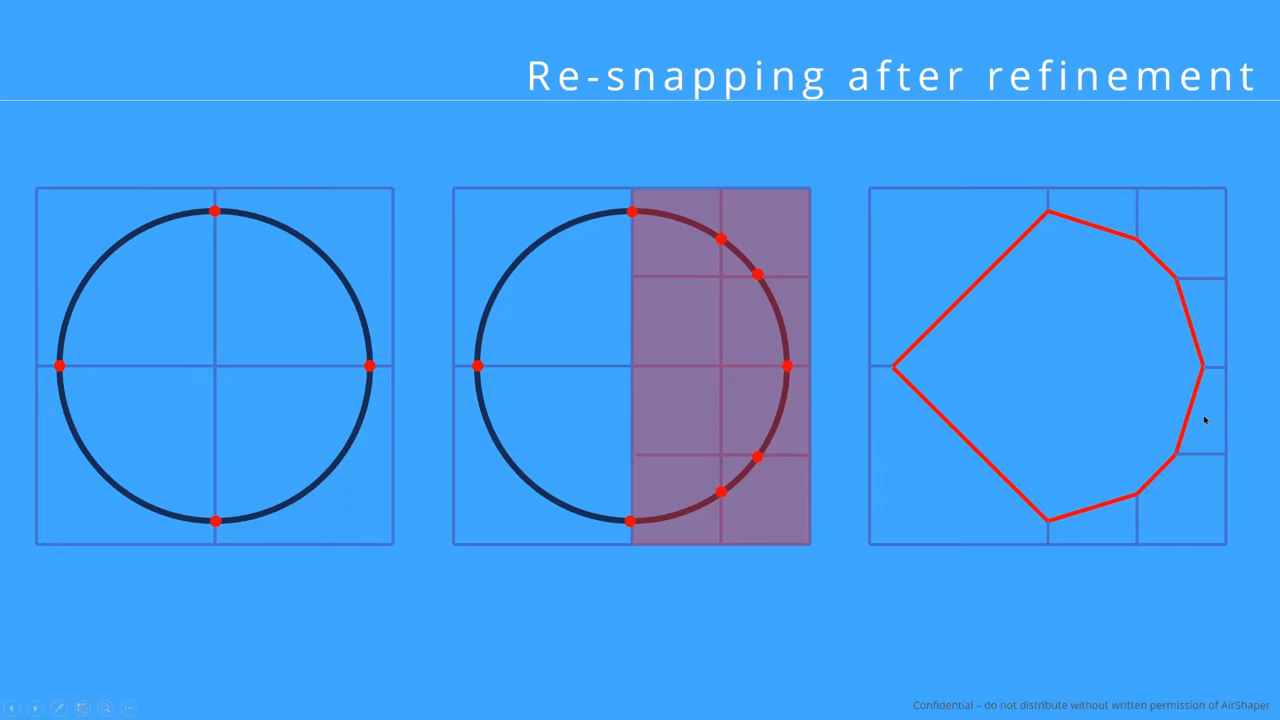 Re-snapping after refinement
Confidential – do not distribute without written permission of AirShaper